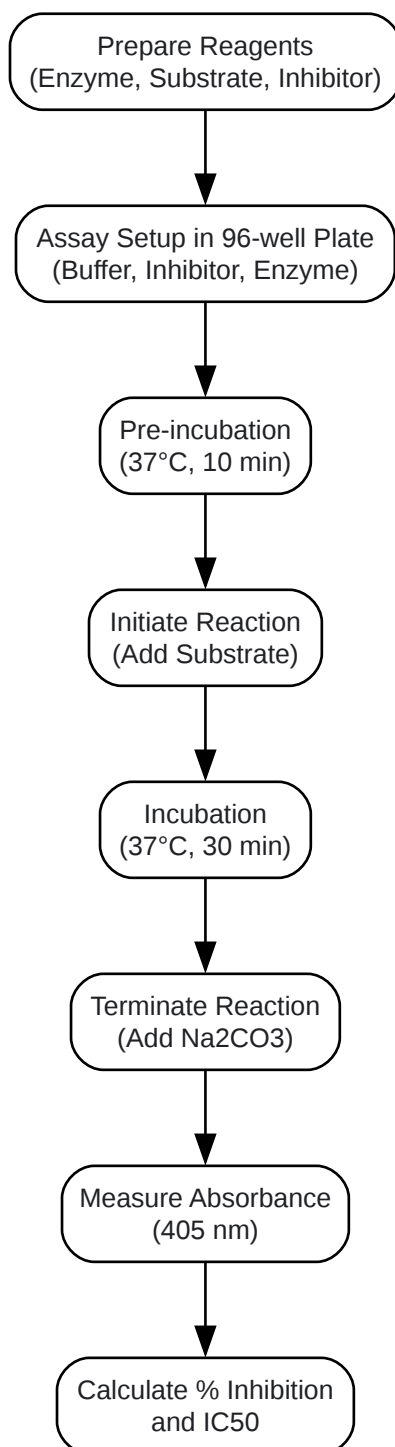 Prepare Reagents
(Enzyme, Substrate, Inhibitor)
Assay Setup in 96-well Plate
(Buffer, Inhibitor, Enzyme)
Pre-incubation
(37°C, 10 min)
Initiate Reaction
(Add Substrate)
Incubation
(37°C, 30 min)
Terminate Reaction
(Add Na2CO3)
Measure Absorbance
(405 nm)
Calculate % Inhibition
and IC50